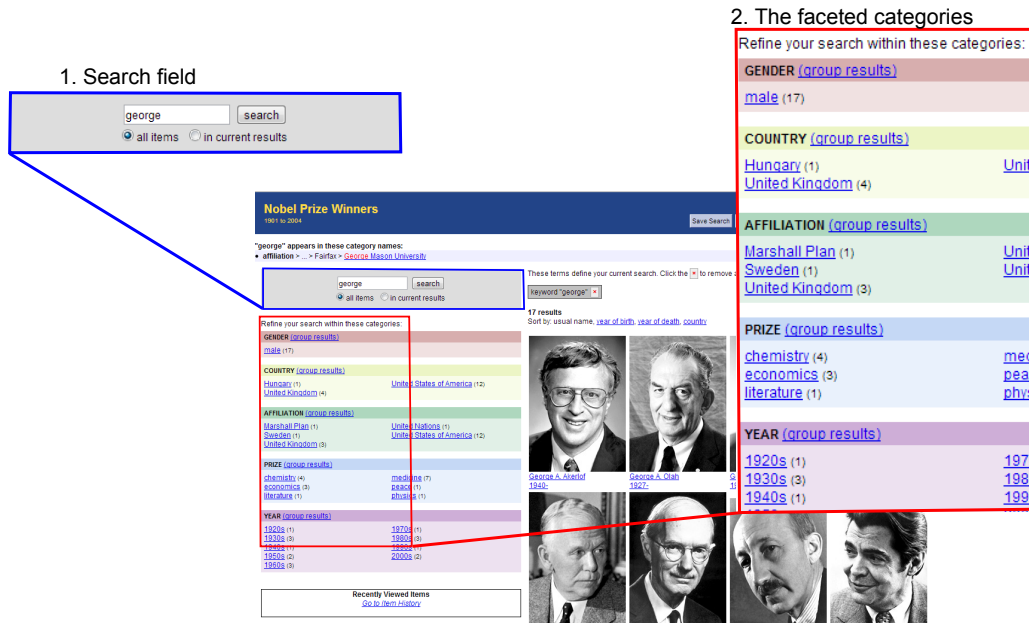 2. The faceted categories
Refine your search within these categories:
GENDER (group results)
male (17)
COUNTRY (group results)
Hungary (1)
United Kingdom (4)
AFFILIATION (group results)
Marshall Plan (1)
Sweden (1)
United Kingdom (3)
PRIZE (group results)
chemistry (4)
economics (3)
literature (1)
YEAR (group results)
1920s (1)
1930s (3)
1940s (1)
1. Search field
george search
all items in current results
Nobel Prize Winners
1901 to 2004
Save Search
"george" appears in these category names:
• affiliation > ... > Fairfax > George Mason University
george search
all items in current results
These terms define your current search. Click the × to remove
keyword "george" ×
17 results
Sort by: usual name, year of birth, year of death, country
Refine your search within these categories:
GENDER (group results)
male (17)
COUNTRY (group results)
Hungary (1) United States of America (12)
United Kingdom (4)
AFFILIATION (group results)
Marshall Plan (1) United Nations (1)
Sweden (1) United States of America (12)
United Kingdom (3)
PRIZE (group results)
chemistry (4) medicine (7)
economics (3) peace (1)
literature (1) physics (1)
YEAR (group results)
1920s (1) 1970s (1)
1930s (3) 1980s (3)
1940s (1) 1990s (1)
1950s (2) 2000s (2)
1960s (3)
George A. Akerlof
1940-
George A. Olah
1927-
Recently Viewed Items
Go to Item History